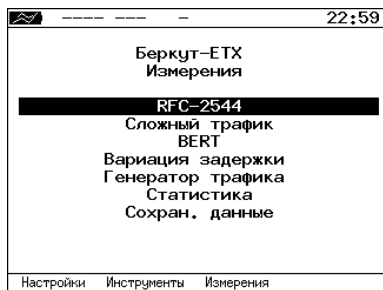 ---- --- – 22:59
Беркут-ETX
Измерения
RFC-2544
Сложный трафик
BERT
Вариация задержки
Генератор трафика
Статистика
Сохран. данные
Настройки Инструменты Измерения